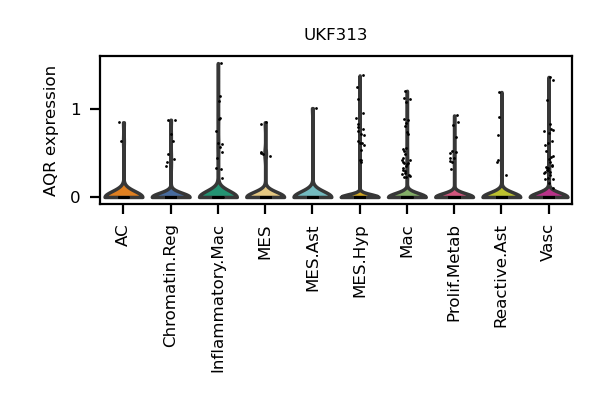 UKF313
AQR expression
1
0
AC
Chromatin.Reg
Inflammatory.Mac
MES
MES.Ast
MES.Hyp
Mac
Prolif.Metab
Reactive.Ast
Vasc